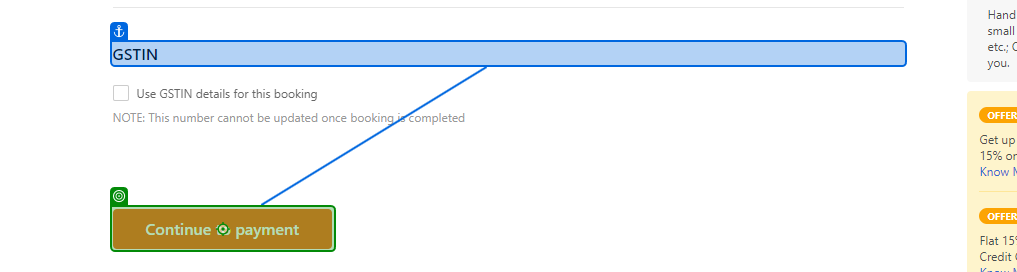 GSTIN
Use GSTIN details for this booking
NOTE: This number cannot be updated once booking is completed
Continue payment
Hand
small
etc.;
you.
OFFER
Get up
15% or
Know
OFFER
Flat 15
Credit
Know